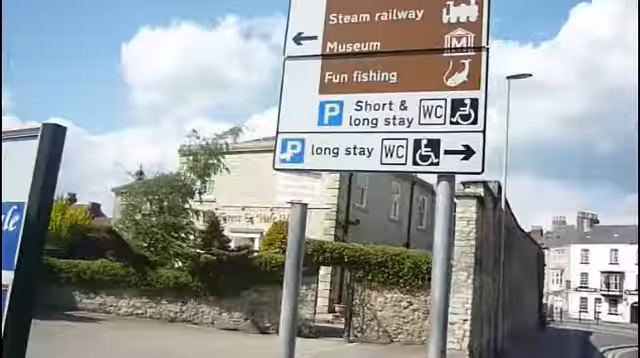 Steam railway
Museum
M
Fun fishing
P Short &
long stay WC
P long stay WC